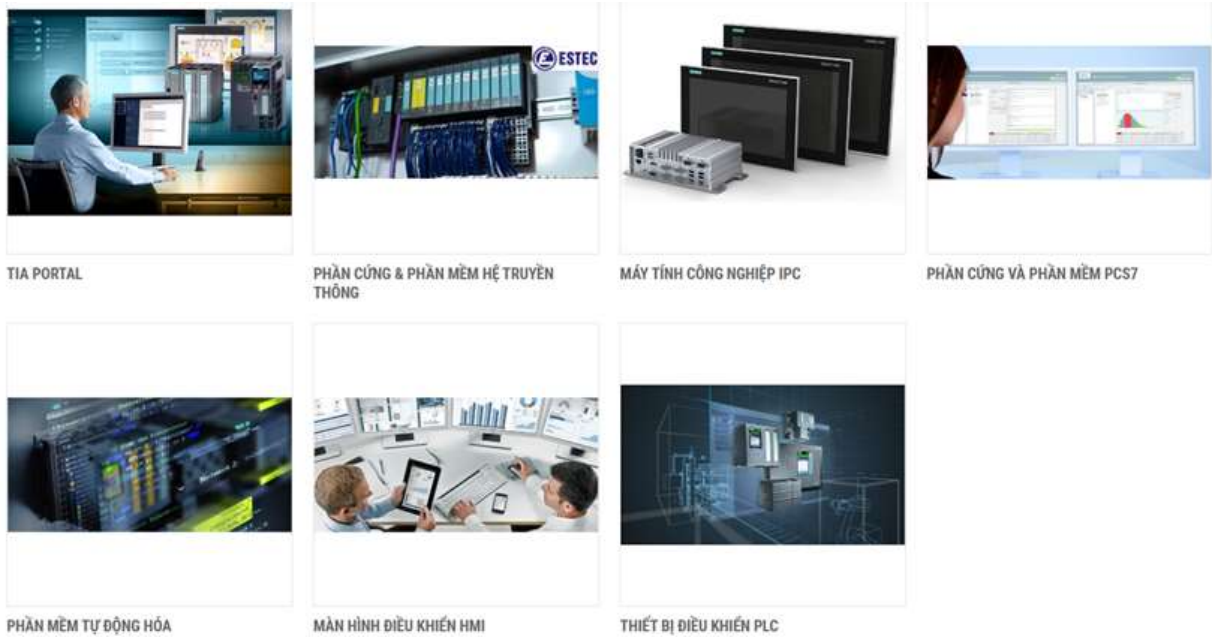 ESTEC
TIA PORTAL
PHẦN CỨNG & PHẦN MỀM HỆ TRUYỀN
THÔNG
MÁY TÍNH CÔNG NGHIỆP IPC
PHẦN CỨNG VÀ PHẦN MỀM PCS7
PHẦN MỀM TỰ ĐỘNG HÓA
MÀN HÌNH ĐIỀU KHIỂN HMI
THIẾT BỊ ĐIỀU KHIỂN PLC